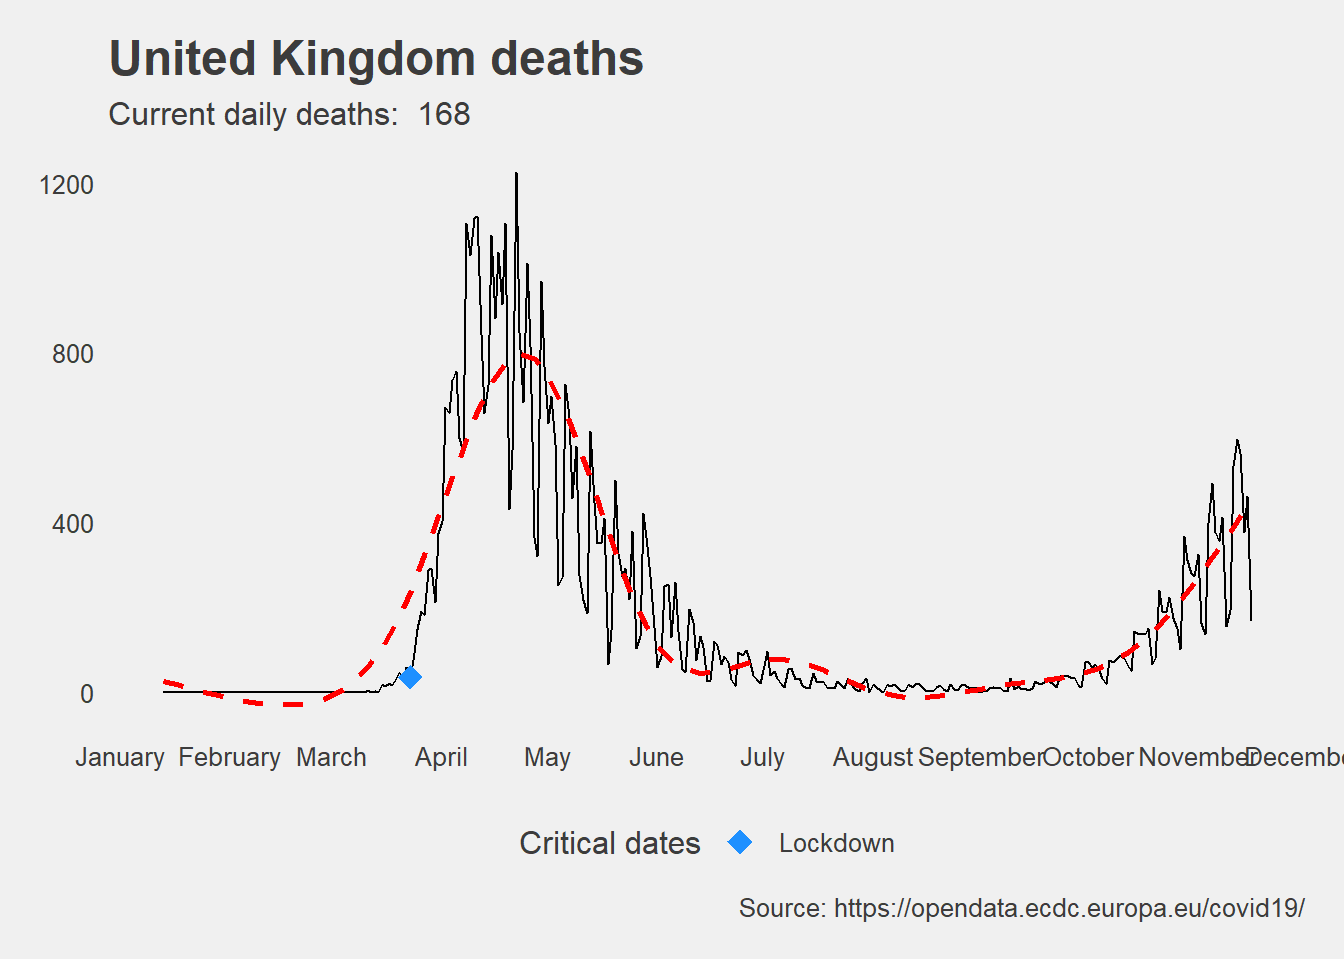 United Kingdom deaths
Current daily deaths:  168
1200
800
400
0
January February March April May June July August September October November Decembe
Critical dates Lockdown
Source: https://opendata.ecdc.europa.eu/covid19/